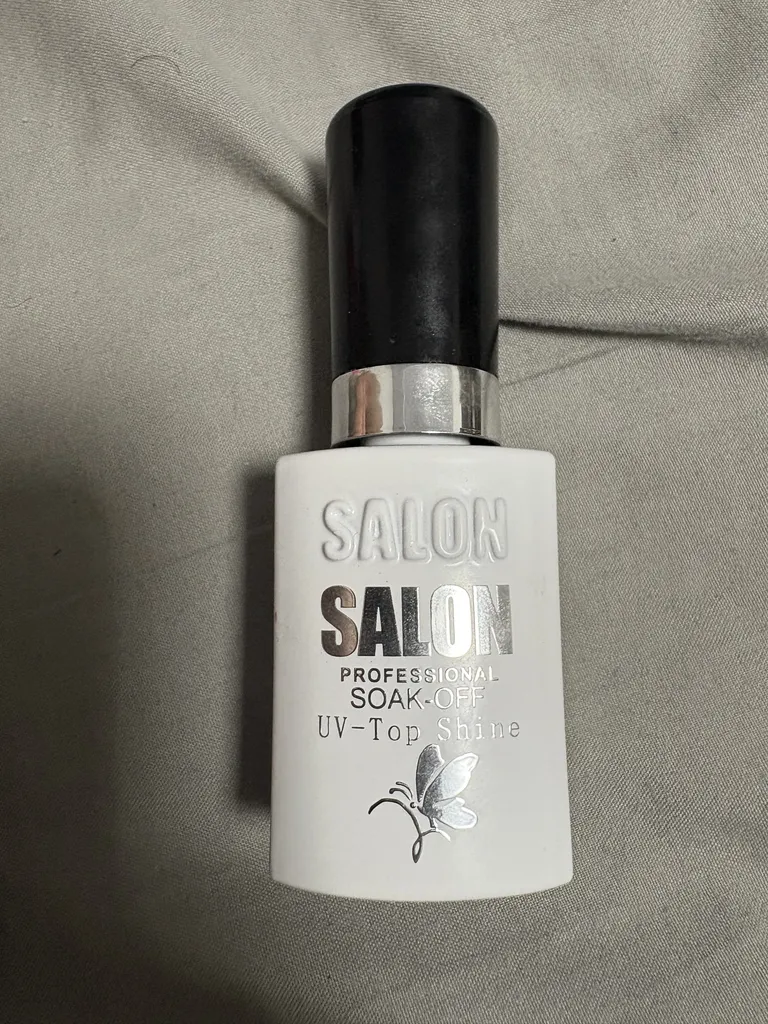 SALON
SALON
PROFESSIONAL
SOAK-OFF
UV-Top Shine